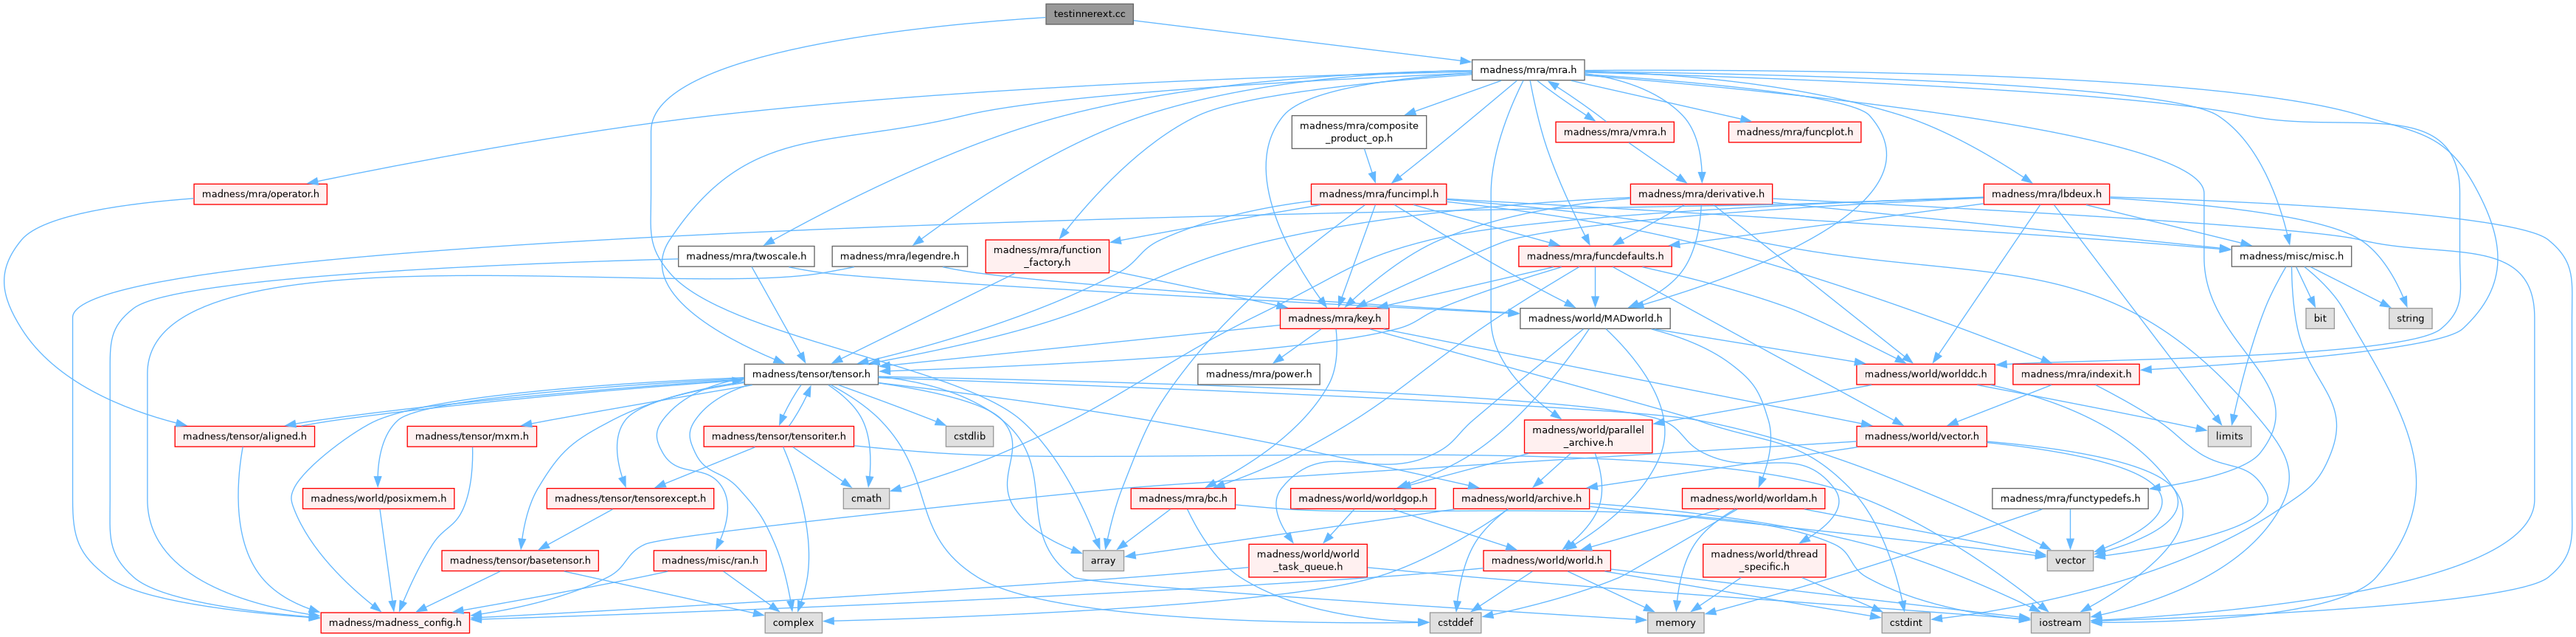 testinnerext.cc
madness/mra/mra.h
madness/mra/composite
_product_op.h
madness/mra/vmra.h
madness/mra/funcplot.h
madness/mra/operator.h
madness/mra/funcimpl.h
madness/mra/derivative.h
madness/mra/lbdeux.h
madness/mra/twoscale.h
madness/mra/legendre.h
madness/mra/function
_factory.h
madness/mra/funcdefaults.h
madness/misc/misc.h
madness/mra/key.h
madness/world/MADworld.h
bit
string
madness/tensor/tensor.h
madness/mra/power.h
madness/world/worlddc.h
madness/mra/indexit.h
madness/tensor/aligned.h
madness/tensor/mxm.h
madness/tensor/tensoriter.h
cstdlib
madness/world/parallel
_archive.h
madness/world/vector.h
limits
madness/world/posixmem.h
madness/tensor/tensorexcept.h
cmath
madness/mra/bc.h
madness/world/worldgop.h
madness/world/archive.h
madness/world/worldam.h
madness/mra/functypedefs.h
madness/tensor/basetensor.h
madness/misc/ran.h
array
madness/world/world
_task_queue.h
madness/world/world.h
madness/world/thread
_specific.h
vector
madness/madness_config.h
complex
cstddef
memory
cstdint
iostream